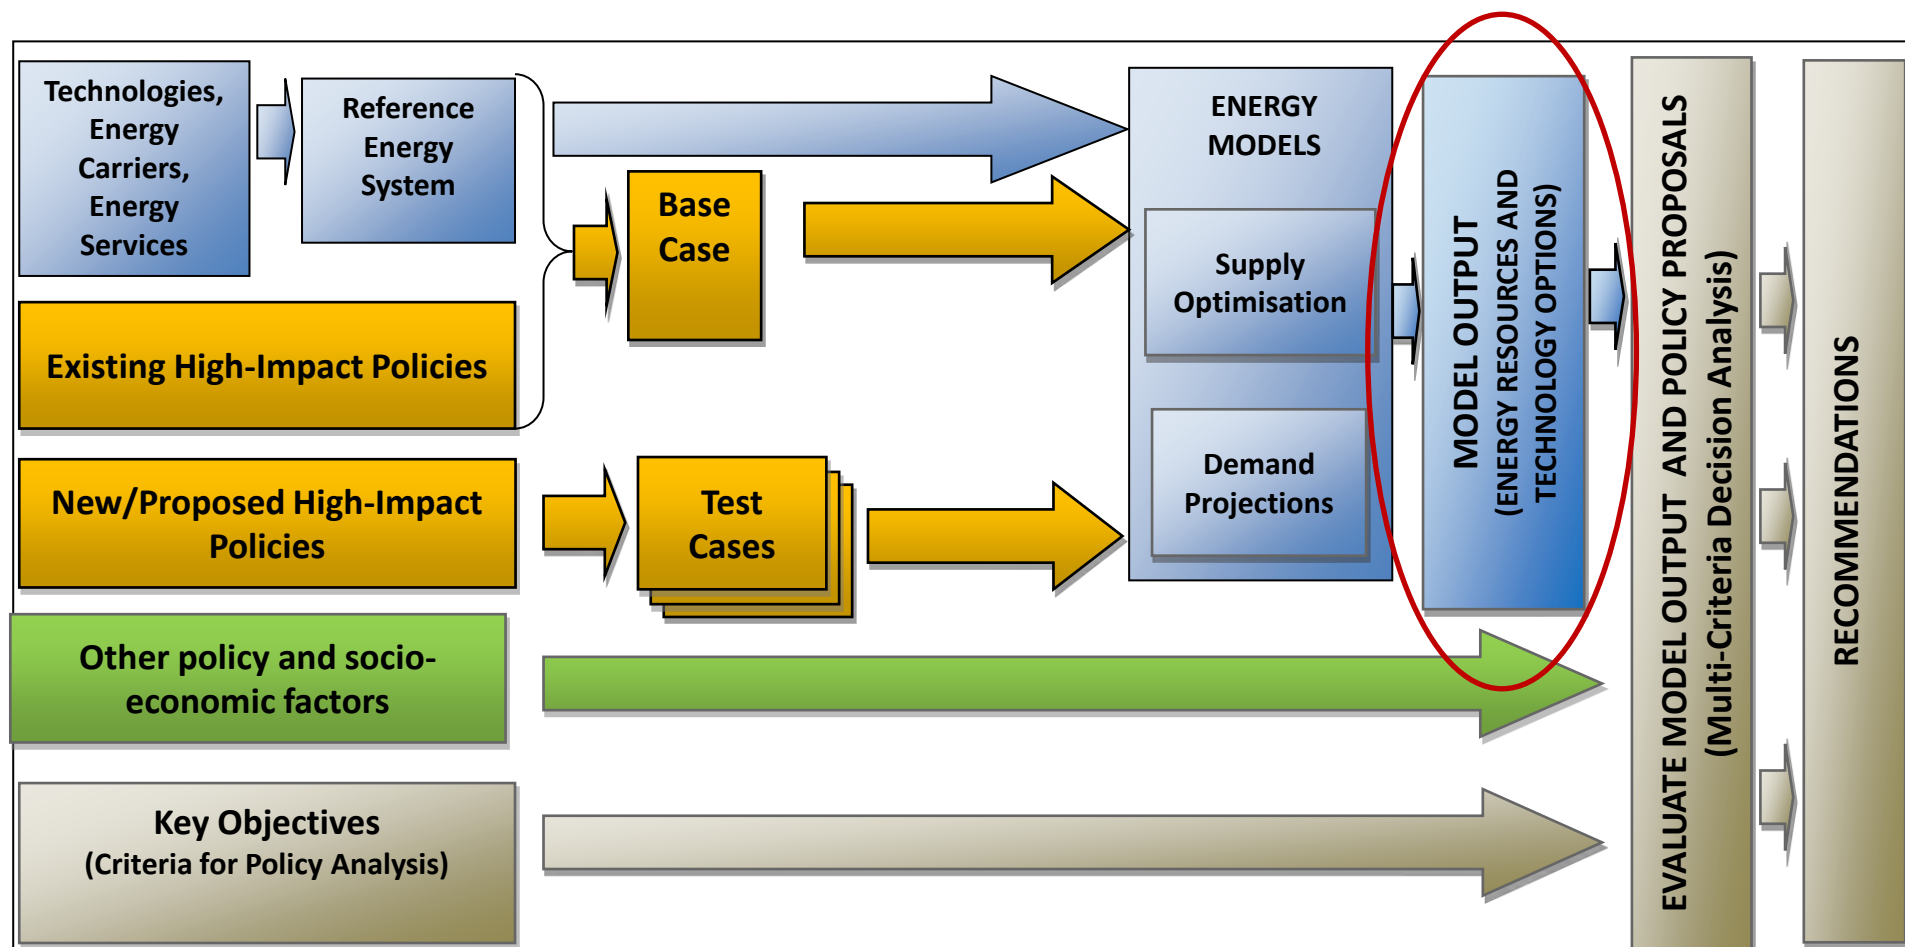 Technologies,
Energy
Carriers,
Energy
Services
Reference
Energy
System
Existing High-Impact Policies
Base
Case
New/Proposed High-Impact
Policies
Test
Cases
Other policy and socio-
economic factors
Key Objectives
(Criteria for Policy Analysis)
ENERGY
MODELS
Supply
Optimisation
Demand
Projections
MODEL OUTPUT
(ENERGY RESOURCES AND
TECHNOLOGY OPTIONS)
EVALUATE MODEL OUTPUT AND POLICY PROPOSALS
(Multi-Criteria Decision Analysis)
RECOMMENDATIONS